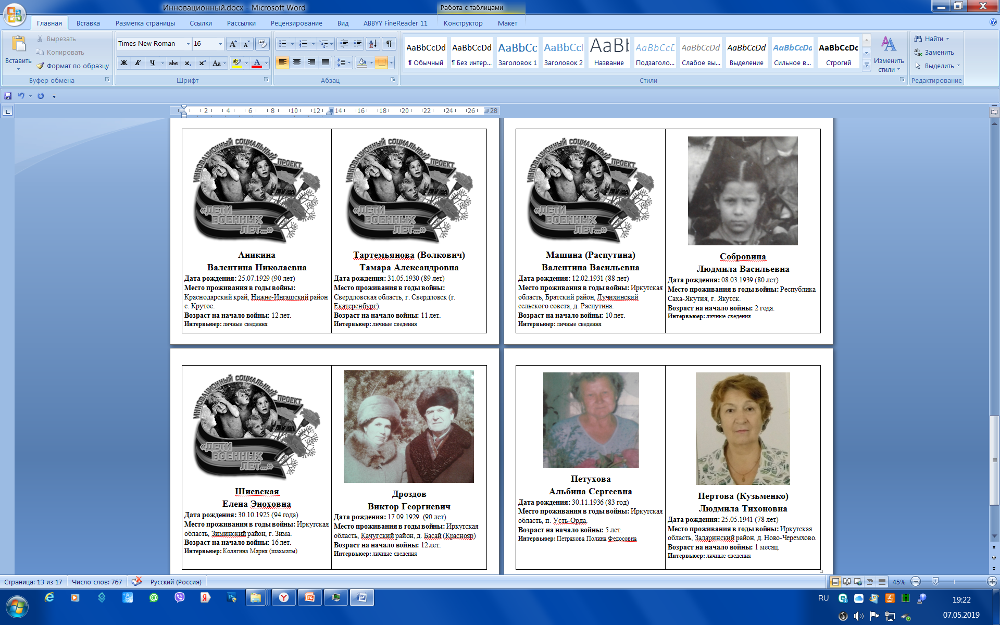 Инновационный.docx - Microsoft Word
Работа с таблицами
Главная
Вставка
Разметка страницы
Ссылки
Рассылки
Рецензирование
Вид
ABBYY FineReader 11
Конструктор
Макет
Вставить
Вырезать
Копировать
Формат по образцу
Буфер обмена
Times New Roman
16
Ж К Ч abc x₂ x² Aa
Шрифт
Абзац
AaBbCcDd AaBbCcDd AaBbCc AaBbCc AaBb AaBbCcD AaBbCcDd AaBbCcDd AaBbCcDd AaBbCcDc
¶ Обычный
¶ Без интер...
Заголовок 1
Заголовок 2
Название
Подзаголо...
Слабое вы...
Выделение
Сильное в...
Строгий
Стили
Изменить
стили
Найти
Заменить
Выделить
Редактирование
2 4 6 8 10 12 14 16 18 20 22 24 26 28
ИННОВАЦИОННЫЙ СОЦИАЛЬНЫЙ ПРОЕКТ
«ДЕТИ
ВОЕННЫХ
ЛЕТ...»
Аникина
Валентина Николаевна
Дата рождения: 25.07.1929 (90 лет)
Место проживания в годы войны:
Краснодарский край, Нижне-Ингашский район
с. Крутое.
Возраст на начало войны: 12 лет.
Интервьюер: личные сведения
ИННОВАЦИОННЫЙ СОЦИАЛЬНЫЙ ПРОЕКТ
«ДЕТИ
ВОЕННЫХ
ЛЕТ...»
Тартемьянова (Волкович)
Тамара Александровна
Дата рождения: 31.05.1930 (89 лет)
Место проживания в годы войны:
Свердловская область, г. Свердловск (г.
Екатеренбург).
Возраст на начало войны: 11 лет.
Интервьюер: личные сведения
ИННОВАЦИОННЫЙ СОЦИАЛЬНЫЙ ПРОЕКТ
«ДЕТИ
ВОЕННЫХ
ЛЕТ...»
Машина (Распутина)
Валентина Васильевна
Дата рождения: 12.02.1931 (88 лет)
Место проживания в годы войны: Иркутская
область, Братский район, Лучихинский
сельского совета, д. Распутина.
Возраст на начало войны: 10 лет.
Интервьюер: личные сведения
Собровина
Людмила Васильевна
Дата рождения: 08.03.1939 (80 лет)
Место проживания в годы войны: Республика
Саха-Якутия, г. Якутск.
Возраст на начало войны: 2 года.
Интервьюер: личные сведения
ИННОВАЦИОННЫЙ СОЦИАЛЬНЫЙ ПРОЕКТ
«ДЕТИ
ВОЕННЫХ
ЛЕТ...»
Шиевская
Елена Эноховна
Дата рождения: 30.10.1925 (94 года)
Место проживания в годы войны: Иркутская
область, Зиминский район, г. Зима.
Возраст на начало войны: 16 лет.
Интервьюер: Колягина Мария (шахматы)
Дроздов
Виктор Георгиевич
Дата рождения: 17.09.1929. (90 лет)
Место проживания в годы войны: Иркутская
область, Качугский район, д. Басай (Краснояр)
Возраст на начало войны: 12 лет.
Интервьюер: личные сведения
Петухова
Альбина Сергеевна
Дата рождения: 30.11.1936 (83 год)
Место проживания в годы войны: Иркутская
область, п. Усть-Орда.
Возраст на начало войны: 5 лет.
Интервьюер: Петракова Полина Федосовна
Пертова (Кузьменко)
Людмила Тихоновна
Дата рождения: 25.05.1941 (78 лет)
Место проживания в годы войны: Иркутская
область, Заларинский район, д. Ново-Черемхово.
Возраст на начало войны: 1 месяц.
Интервьюер: личные сведения
Страница: 13 из 17
Число слов: 767
Русский (Россия)
45%
RU
19:22
07.05.2019